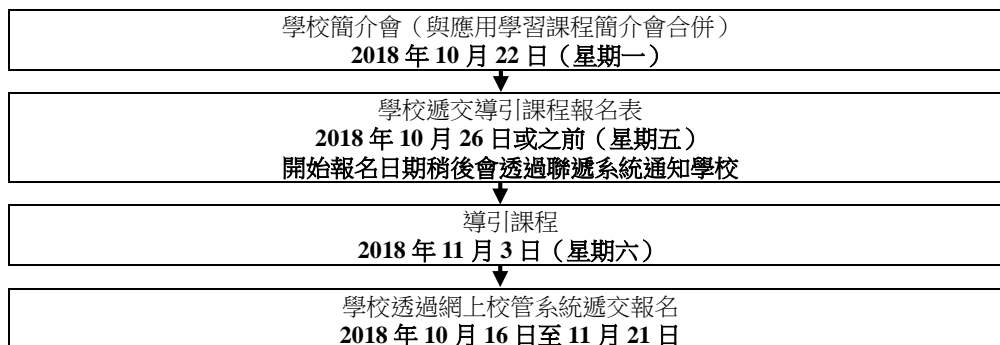 學校簡介會（與應用學習課程簡介會合併）
2018 年 10 月 22 日（星期一）
學校遞交導引課程報名表
2018 年 10 月 26 日或之前（星期五）
開始報名日期稍後會透過聯遞系統通知學校
導引課程
2018 年 11 月 3 日（星期六）
學校透過網上校管系統遞交報名
2018 年 10 月 16 日至 11 月 21 日